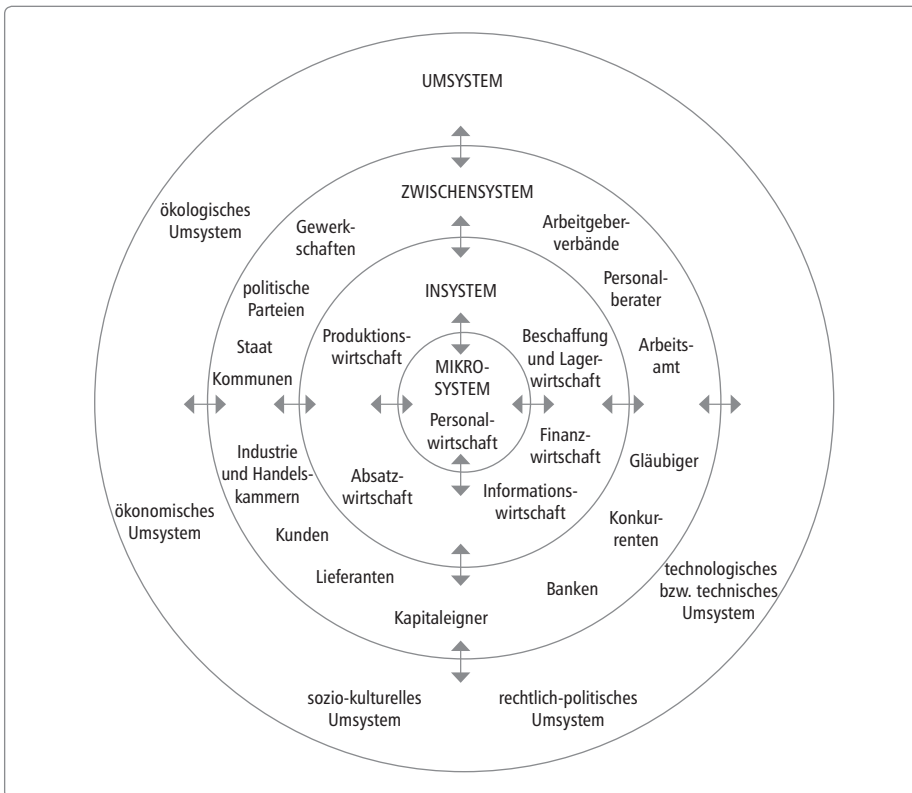 UMSYSTEM
ZWISCHENSYSTEM
ökologisches
Umsystem
Gewerk-
schaften
Arbeitgeber-
verbände
politische
Parteien
Personal-
berater
INSYSTEM
Staat
Kommunen
Produktions-
wirtschaft
Beschaffung
und Lager-
wirtschaft
Arbeits-
amt
MIKRO-
SYSTEM
Personal-
wirtschaft
Industrie
und Handels-
kammern
Absatz-
wirtschaft
Finanz-
wirtschaft
Informations-
wirtschaft
Gläubiger
ökonomisches
Umsystem
Kunden
Konkur-
renten
Lieferanten
Kapitaleigner
Banken
technologisches
bzw. technisches
Umsystem
sozio-kulturelles
Umsystem
rechtlich-politisches
Umsystem